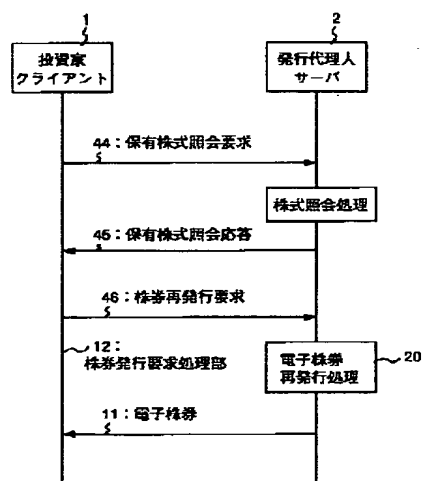 1
投資家
クライアント
2
発行代理人
サーバ
44：保有株式照会要求
株式照会処理
45：保有株式照会応答
46：株券再発行要求
12：
株券発行要求処理部
電子株券
再発行処理
20
11：電子株券